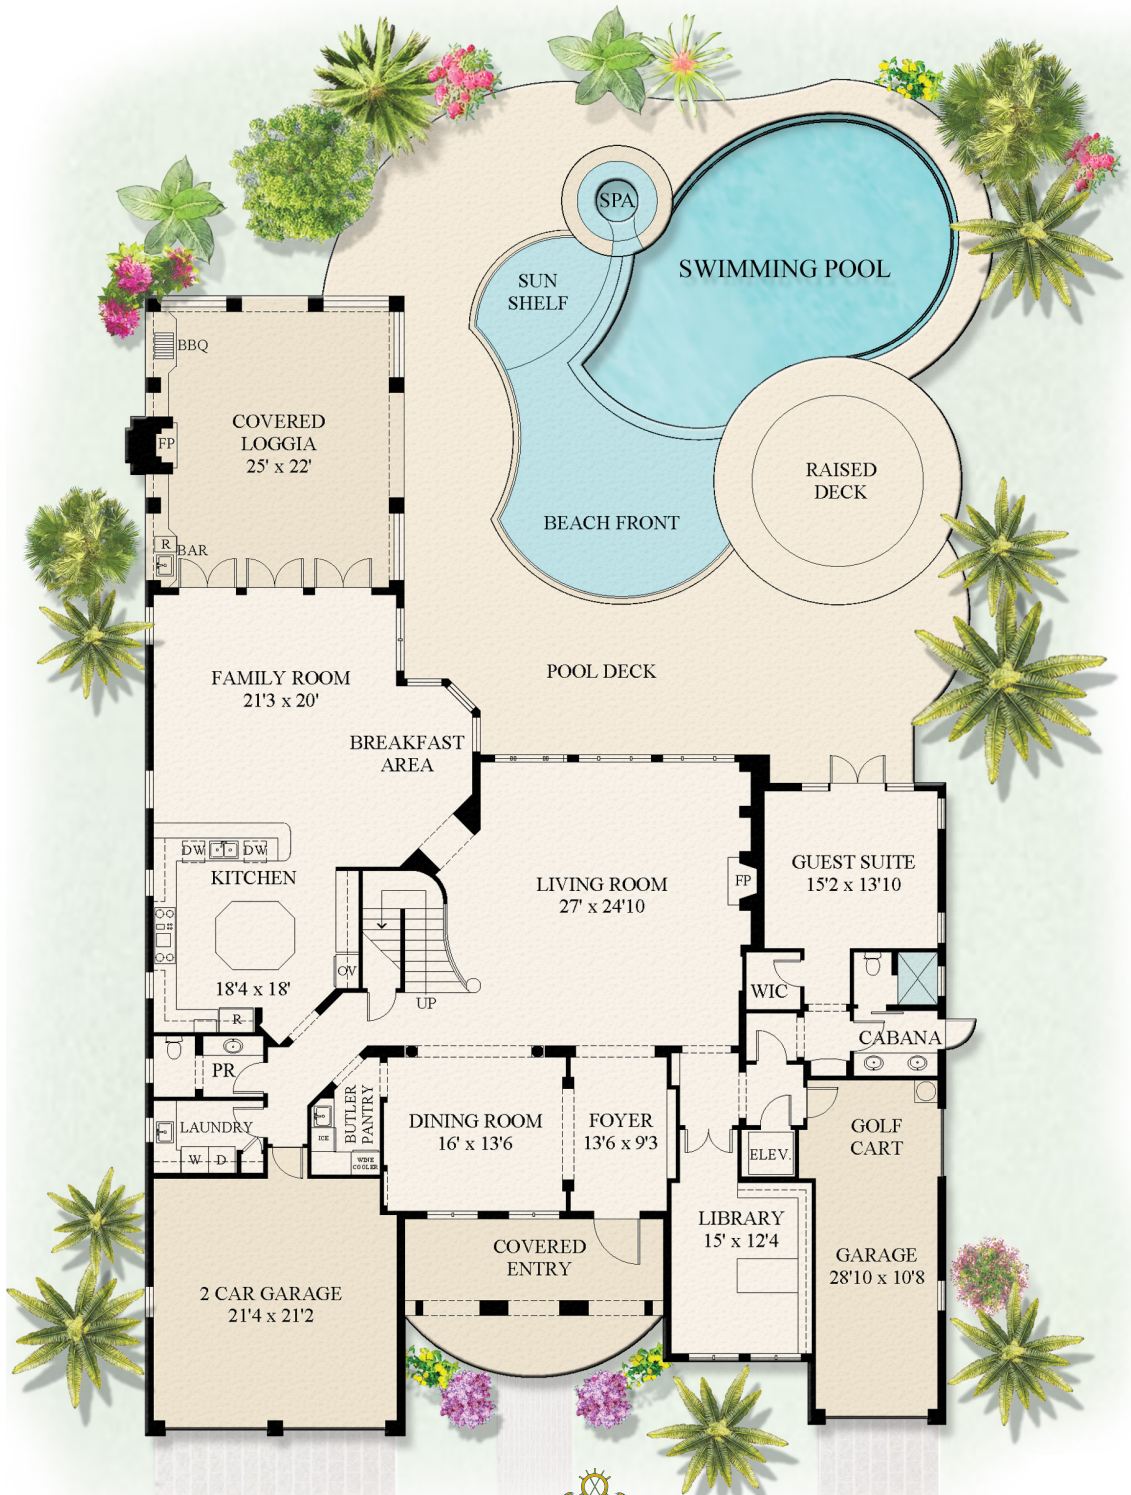 SPA
SWIMMING POOL
SUN
SHELF
BBQ
COVERED
LOGGIA
25' x 22'
FP
RAISED
DECK
BEACH FRONT
R
BAR
POOL DECK
FAMILY ROOM
21'3 x 20'
BREAKFAST
AREA
DW
DW
KITCHEN
GUEST SUITE
15'2 x 13'10
LIVING ROOM
27' x 24'10
FP
OV
18'4 x 18'
UP
WIC
R
CABANA
PR
BUTLER
PANTRY
LAUNDRY
W
D
ICE
WINE
COOLER
DINING ROOM
16' x 13'6
FOYER
13'6 x 9'3
GOLF
CART
ELEV.
LIBRARY
15' x 12'4
COVERED
ENTRY
GARAGE
28'10 x 10'8
2 CAR GARAGE
21'4 x 21'2